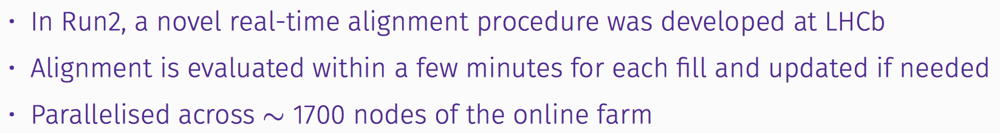 • In Run2, a novel real-time alignment procedure was developed at LHCb
• Alignment is evaluated within a few minutes for each fill and updated if needed
• Parallelised across ∼ 1700 nodes of the online farm